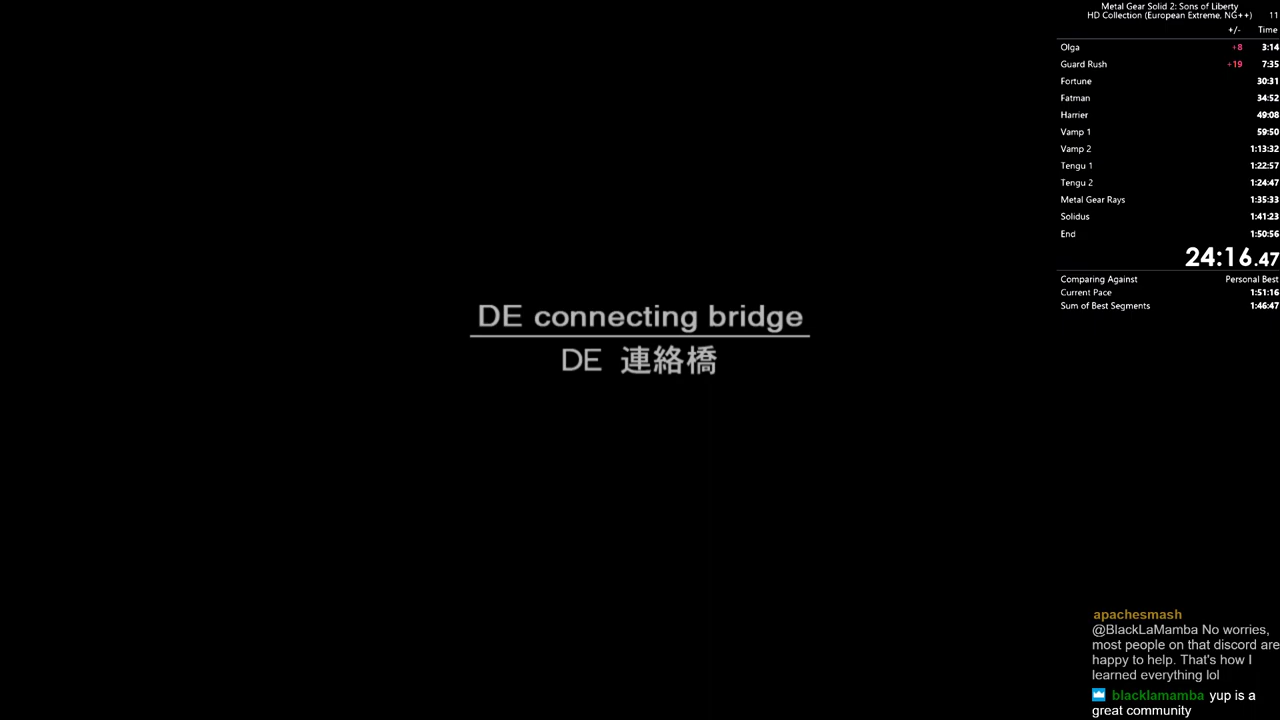 Metal Gear Solid 2: Sons of Liberty
HD Collection (European Extreme, NG++) 11
+/- Time
Olga +8 3:14
Guard Rush +19 7:35
Fortune 30:31
Fatman 34:52
Harrier 49:08
Vamp 1 59:50
Vamp 2 1:13:32
Tengu 1 1:22:57
Tengu 2 1:24:47
Metal Gear Rays 1:35:33
Solidus 1:41:23
End 1:50:56
24:16.47
Comparing Against Personal Best
Current Pace 1:51:16
Sum of Best Segments 1:46:47
DE connecting bridge
DE 連絡橋
apachesmash
@BlackLaMamba No worries,
most people on that discord are
happy to help. That's how I
learned everything lol
blacklamamba yup is a
great community